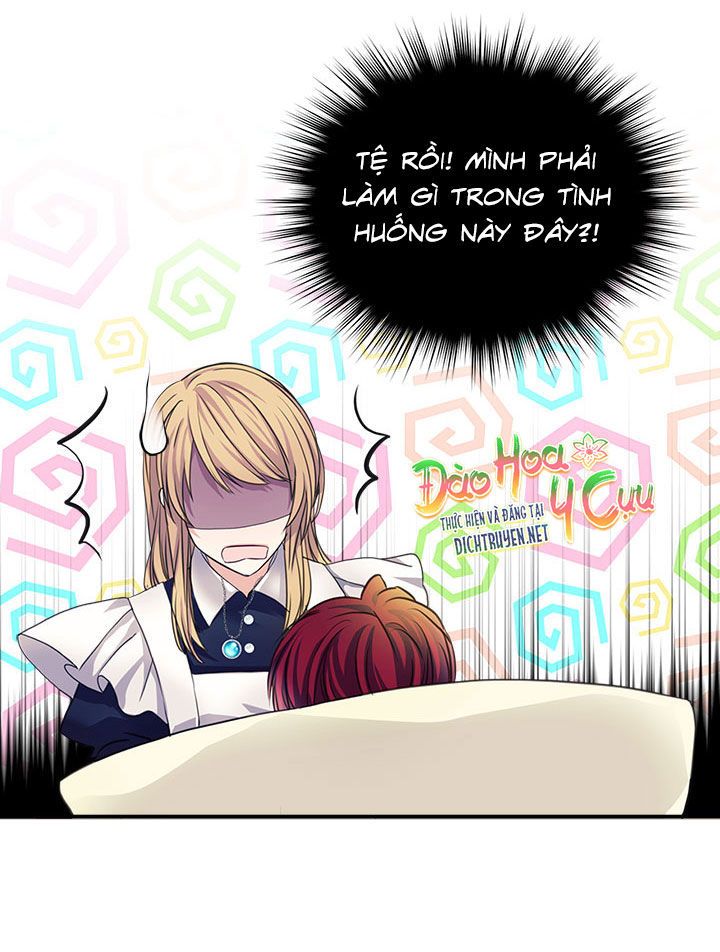 TỆ RỒI! MÌNH PHẢI
LÀM GÌ TRONG TÌNH
HUỐNG NÀY ĐÂY?!
Đào Hoa
Y Cựu
THỰC HIỆN VÀ ĐĂNG TẠI
DICHTRUYEN.NET